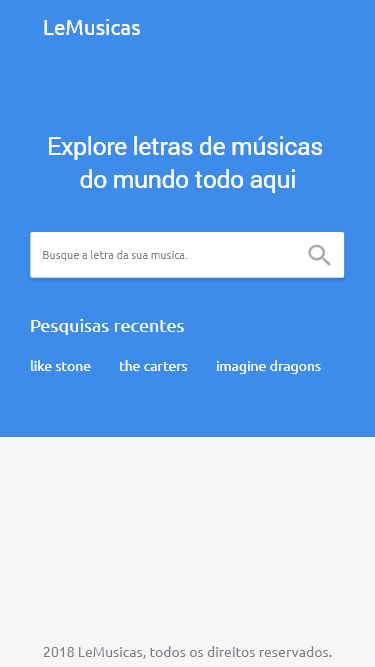 LeMusicas
Explore letras de músicas
do mundo todo aqui
Busque a letra da sua musica.
Pesquisas recentes
like stone the carters imagine dragons
2018 LeMusicas, todos os direitos reservados.